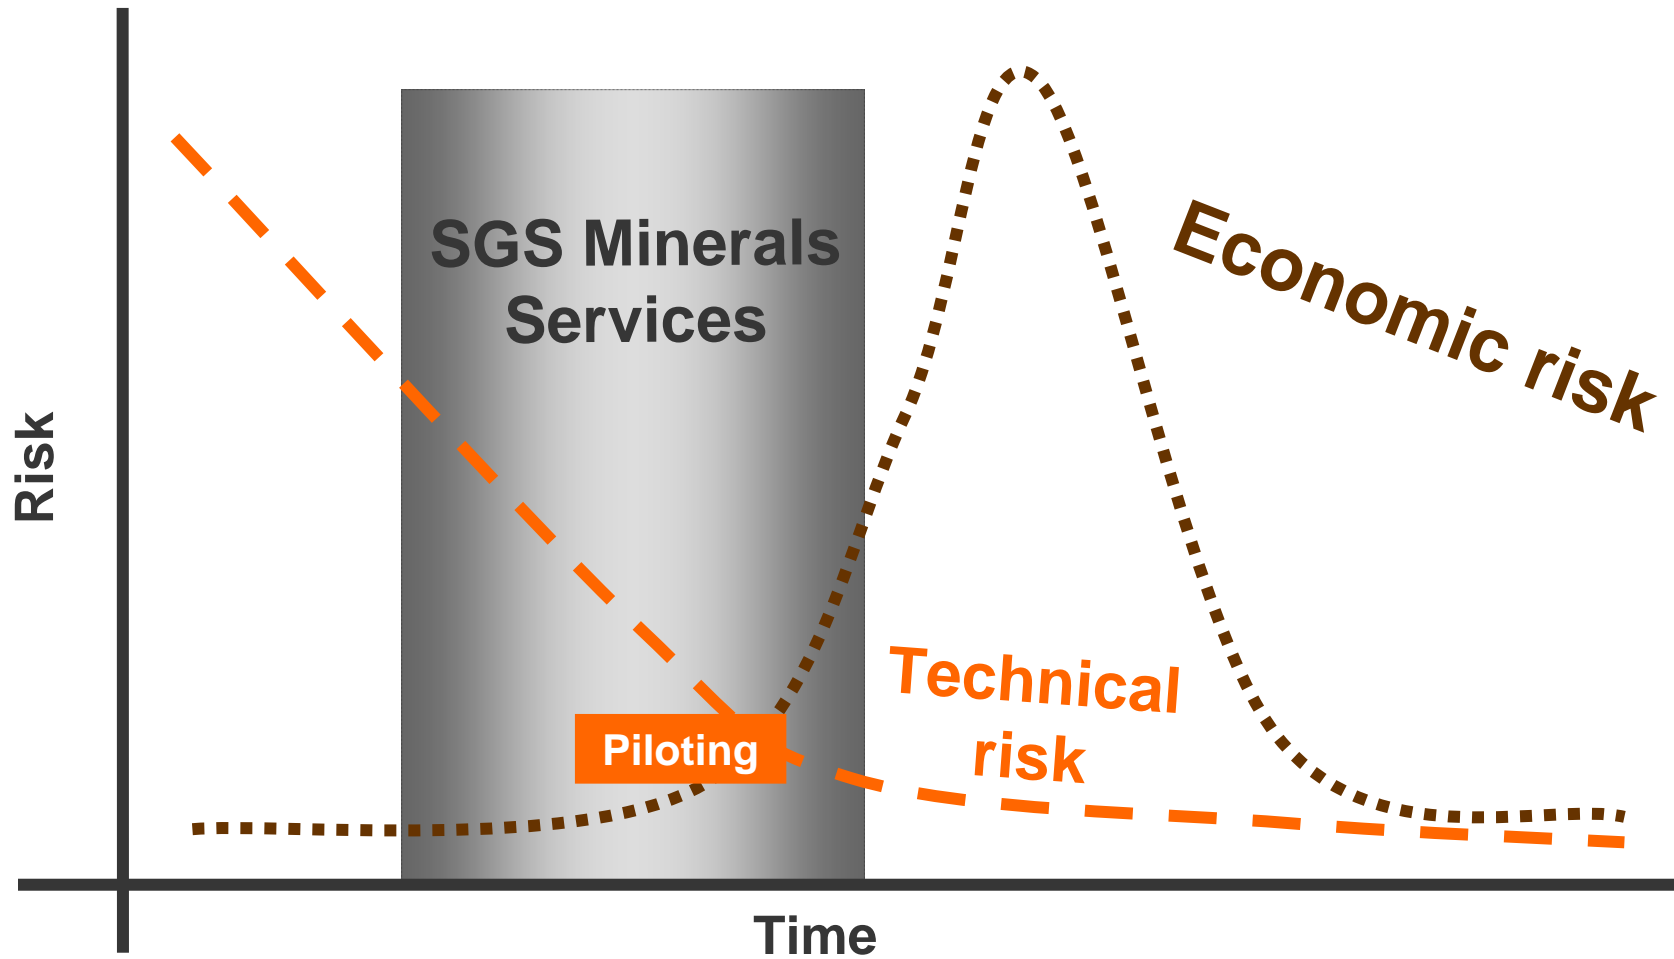 SGS Minerals
Services
Economic risk
Risk
Technical
risk
Piloting
Time